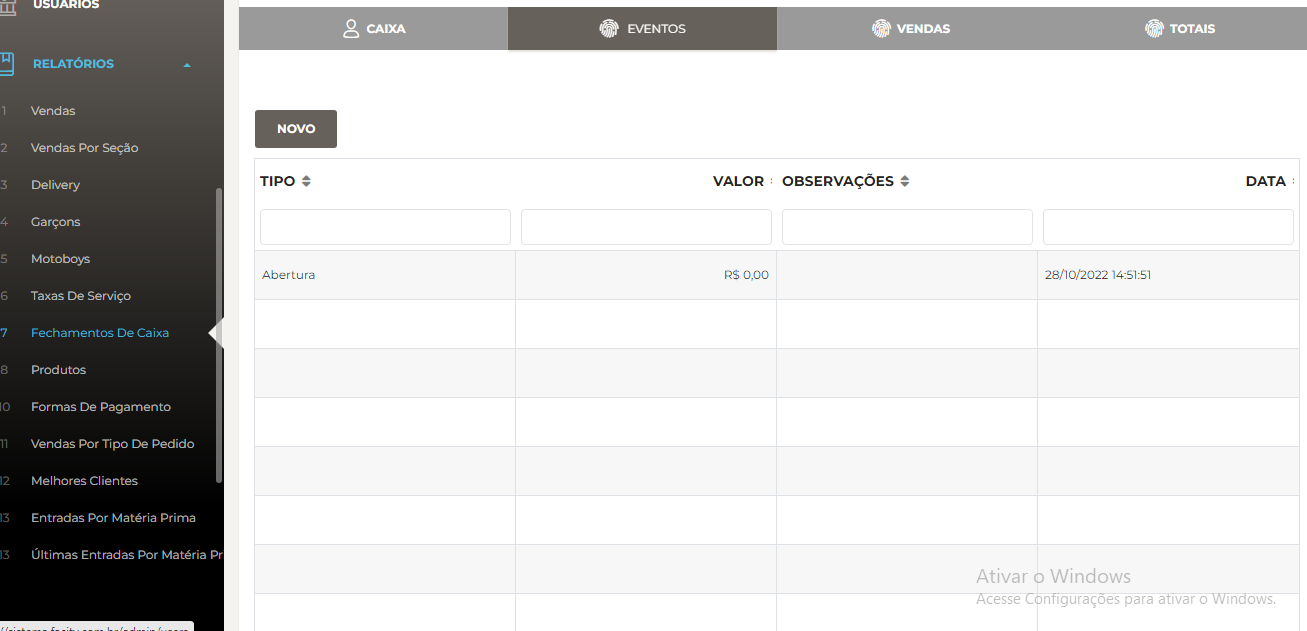 USUÁRIOS
RELATÓRIOS
1 Vendas
2 Vendas Por Seção
3 Delivery
4 Garçons
5 Motoboys
6 Taxas De Serviço
7 Fechamentos De Caixa
8 Produtos
10 Formas De Pagamento
11 Vendas Por Tipo De Pedido
12 Melhores Clientes
13 Entradas Por Matéria Prima
13 Últimas Entradas Por Matéria Pr
CAIXA EVENTOS VENDAS TOTAIS
NOVO
TIPO VALOR OBSERVAÇÕES DATA
Abertura R$ 0,00 28/10/2022 14:51:51
Ativar o Windows
Acesse Configurações para ativar o Windows.